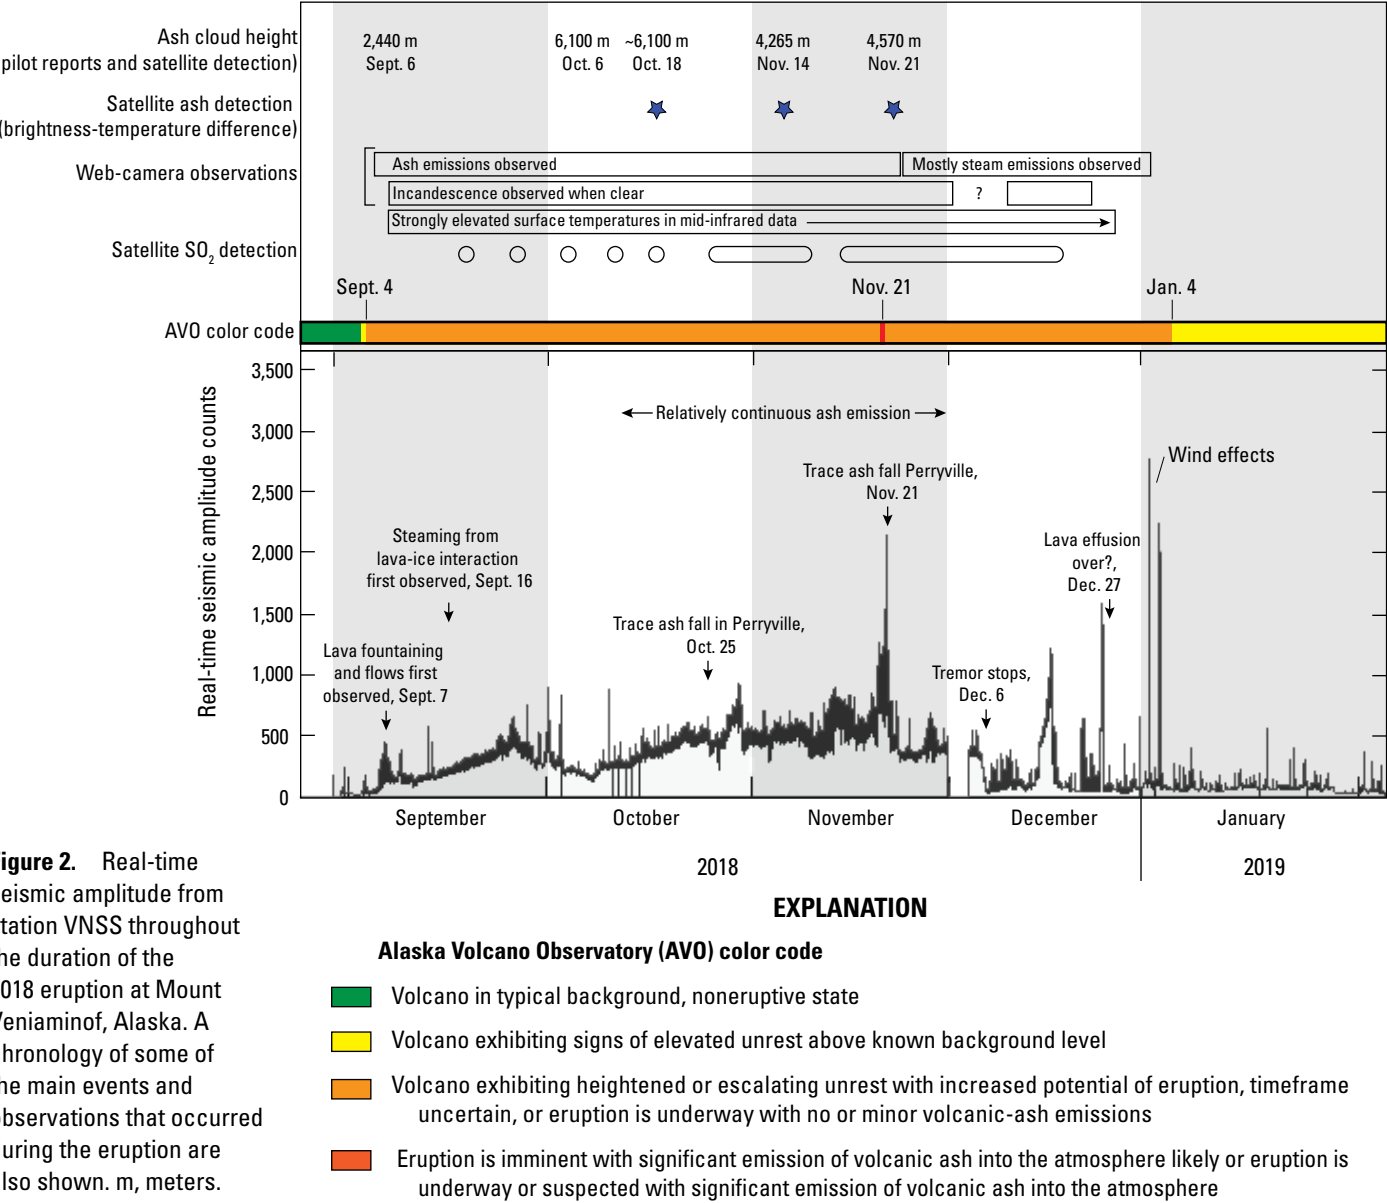 Ash cloud height
pilot reports and satellite detection)
2,440 m
Sept. 6
6,100 m
Oct. 6
~6,100 m
Oct. 18
4,265 m
Nov. 14
4,570 m
Nov. 21
Satellite ash detection
(brightness-temperature difference)
Web-camera observations
Ash emissions observed
Mostly steam emissions observed
Incandescence observed when clear
?
Strongly elevated surface temperatures in mid-infrared data
Satellite SO2 detection
Sept. 4
Nov. 21
Jan. 4
AVO color code
Real-time seismic amplitude counts
3,500
3,000
2,500
2,000
1,500
1,000
500
0
Relatively continuous ash emission
Wind effects
Trace ash fall Perryville,
Nov. 21
Steaming from
lava-ice interaction
first observed, Sept. 16
Lava effusion
over?,
Dec. 27
Trace ash fall in Perryville,
Oct. 25
Lava fountaining
and flows first
observed, Sept. 7
Tremor stops,
Dec. 6
September
October
November
December
January
2018
2019
igure 2. Real-time
eismic amplitude from
tation VNSS throughout
he duration of the
018 eruption at Mount
Veniaminof, Alaska. A
hronology of some of
he main events and
observations that occurred
during the eruption are
also shown. m, meters.
EXPLANATION
Alaska Volcano Observatory (AVO) color code
Volcano in typical background, noneruptive state
Volcano exhibiting signs of elevated unrest above known background level
Volcano exhibiting heightened or escalating unrest with increased potential of eruption, timeframe
uncertain, or eruption is underway with no or minor volcanic-ash emissions
Eruption is imminent with significant emission of volcanic ash into the atmosphere likely or eruption is
underway or suspected with significant emission of volcanic ash into the atmosphere